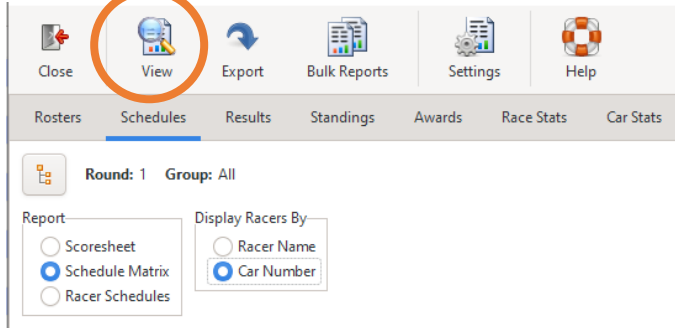 Close View Export Bulk Reports Settings Help
Rosters Schedules Results Standings Awards Race Stats Car Stats
Round: 1 Group: All
Report Display Racers By
Scoresheet Racer Name
Schedule Matrix Car Number
Racer Schedules